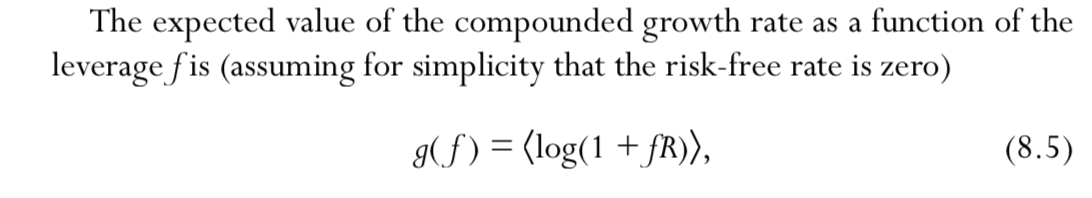 The expected value of the compounded growth rate as a function of the
leverage f is (assuming for simplicity that the risk-free rate is zero)
g(f) = ⟨log(1 + fR)⟩, (8.5)